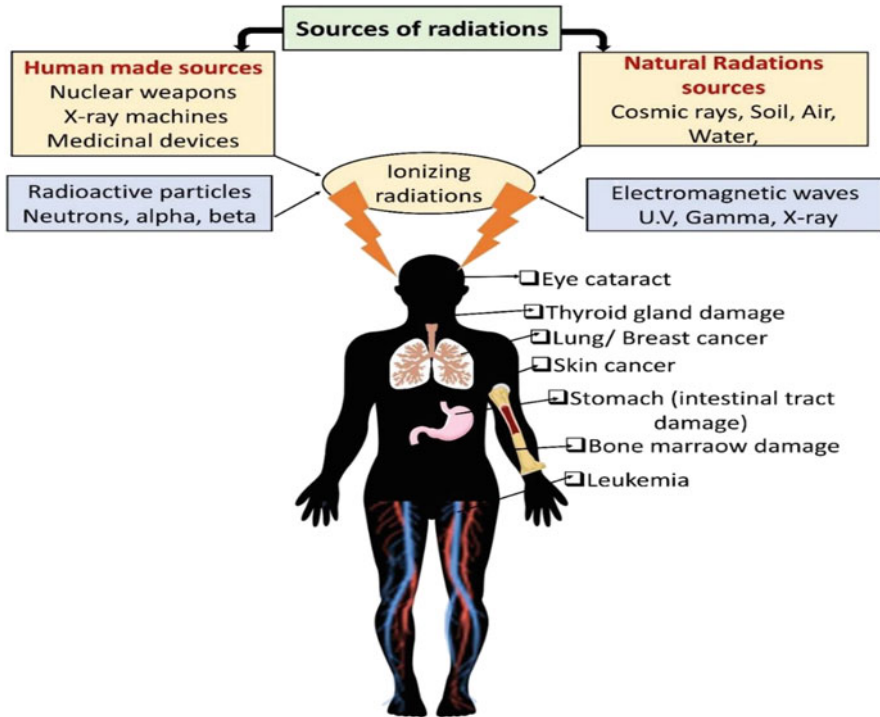 Sources of radiations
Human made sources
Nuclear weapons
X-ray machines
Medicinal devices
Natural Radations
sources
Cosmic rays, Soil, Air,
Water,
Ionizing
radiations
Radioactive particles
Neutrons, alpha, beta
Electromagnetic waves
U.V, Gamma, X-ray
Eye cataract
Thyroid gland damage
Lung/ Breast cancer
Skin cancer
Stomach (intestinal tract
damage)
Bone marraow damage
Leukemia